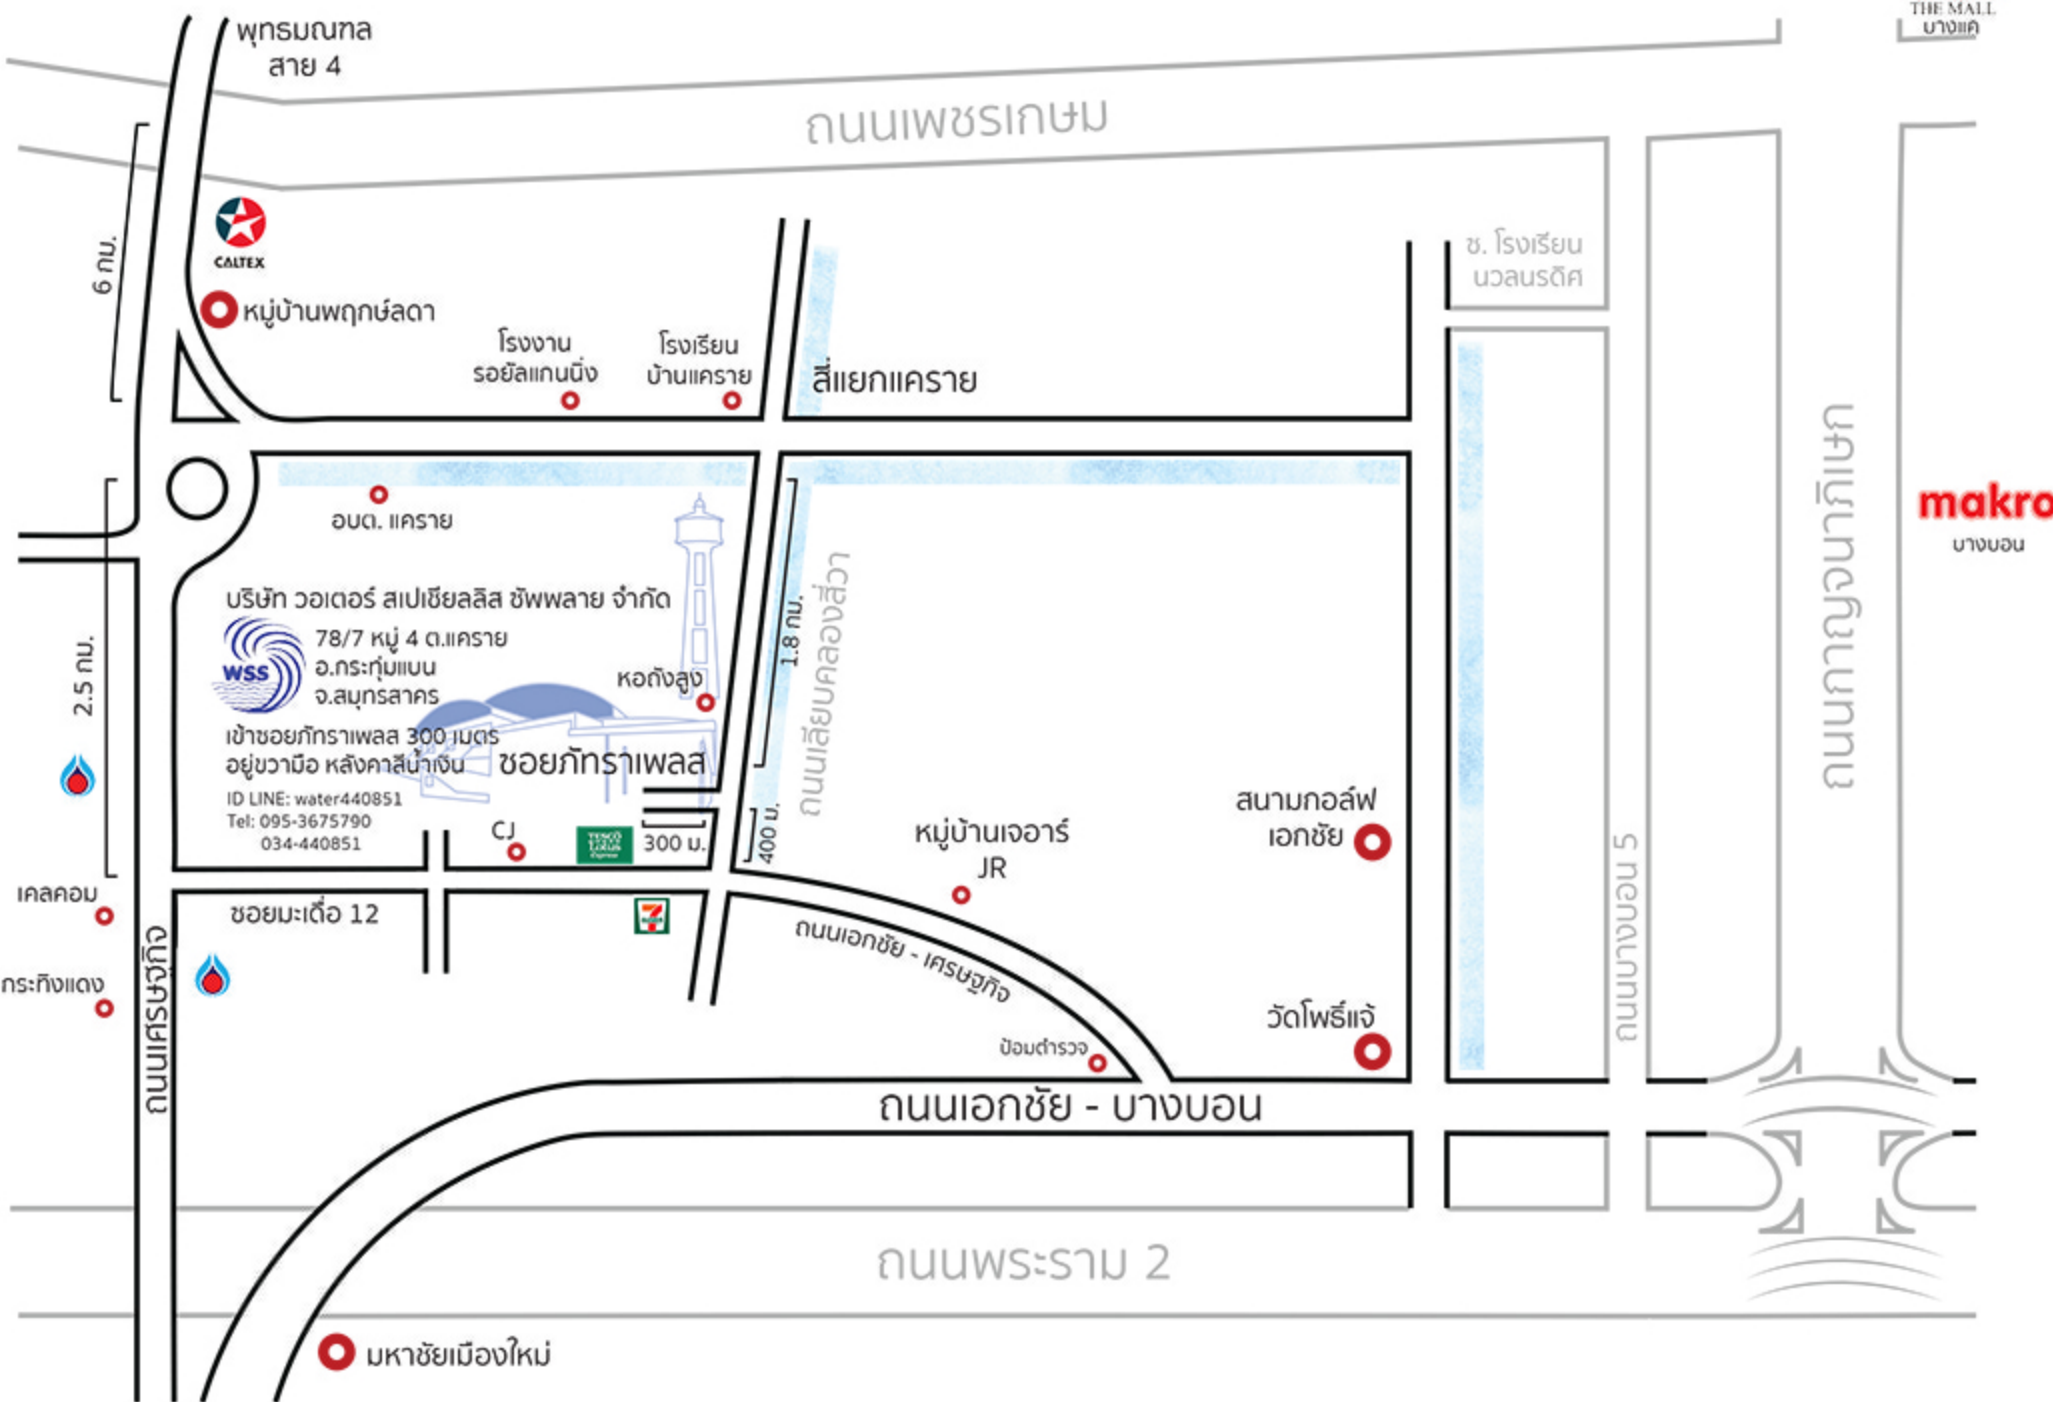 THE MALL
บางแค
พุทธมณฑล
สาย 4
ถนนเพชรเกษม
6 กม.
CALTEX
หมู่บ้านพฤกษ์ลดา
ช. โรงเรียน
นวลนรดิศ
โรงงาน
รอยัลแกนนิ่ง
โรงเรียน
บ้านแคราย
สี่แยกแคราย
อบต. แคราย
makro
บางบอน
ถนนกาญจนาภิเษก
บริษัท วอเตอร์ สเปเชียลลิส ซัพพลาย จำกัด
WSS
78/7 หมู่ 4 ต.แคราย
อ.กระทุ่มแบน
จ.สมุทรสาคร
เข้าซอยภัทราเพลส 300 เมตร
อยู่ขวามือ หลังคาสีน้ำเงิน
ID LINE: water440851
Tel: 095-3675790
034-440851
2.5 กม.
หอถังสูง
ซอยภัทราเพลส
1.8 กม.
ถนนเลียบคลองสี่วา
400 ม.
300 ม.
CJ
TESCO
Lotus
express
หมู่บ้านเจอาร์
JR
สนามกอล์ฟ
เอกชัย
เคลคอม
ซอยมะเดื่อ 12
กระทิงแดง
ถนนเศรษฐกิจ
ถนนเอกชัย - เศรษฐกิจ
ป้อมตำรวจ
วัดโพธิ์แจ้
ถนนบางบอน 5
ถนนเอกชัย - บางบอน
ถนนพระราม 2
มหาชัยเมืองใหม่